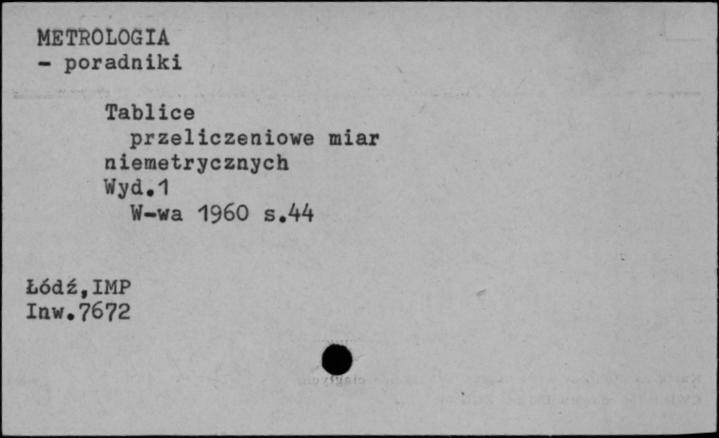 METROLOGIA
- poradniki
Tablice
przeliczeniowe miar
niemetrycznych
Wyd.1
W-wa 1960 s.44
Łódź,IMP
Inw.7672